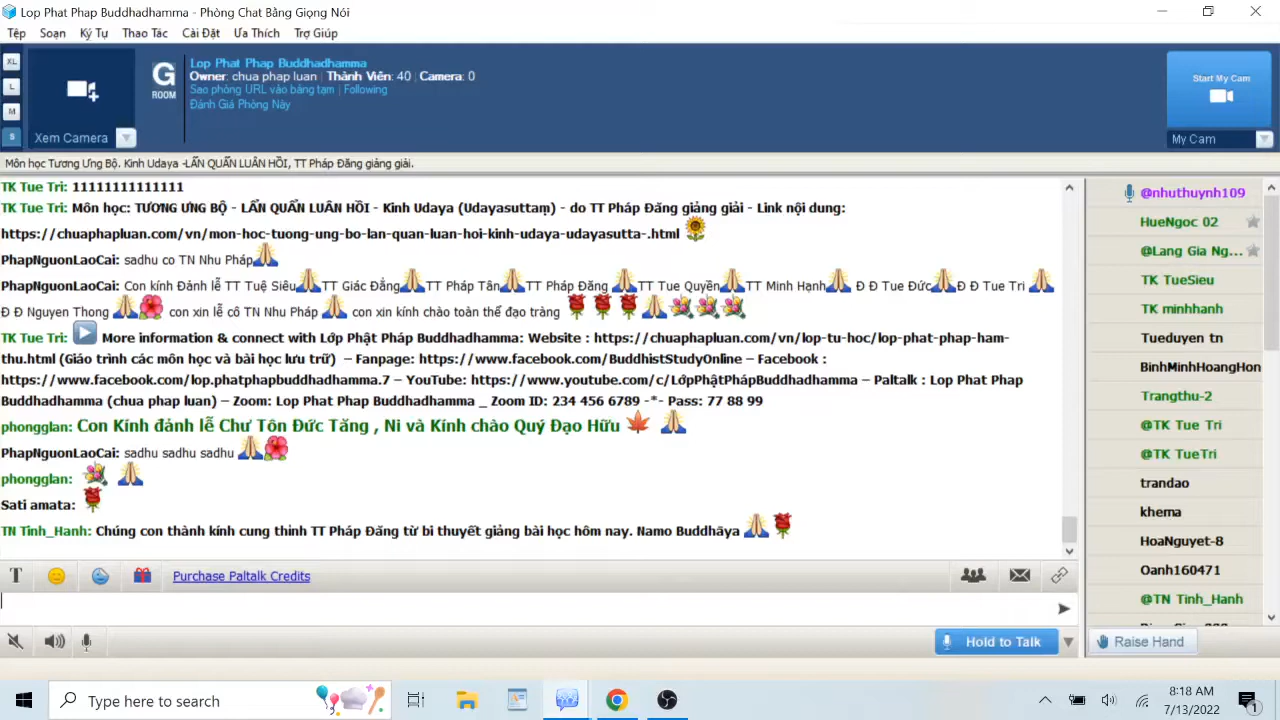 Lop Phat Phap Buddhadhamma - Phòng Chat Bằng Giọng Nói
Tệp Soạn Ký Tự Thao Tác Cài Đặt Ưa Thích Trợ Giúp
XL
L
M
S
Xem Camera
G
ROOM
Lop Phat Phap Buddhadhamma
Owner: chua phap luan | Thành Viên: 40 | Camera: 0
Sao phòng URL vào bảng tạm | Following
Đánh Giá Phòng Này
Start My Cam
My Cam
Môn học Tương Ưng Bộ. Kinh Udaya -LẨN QUẨN LUÂN HỒI, TT Pháp Đăng giảng giải.
TK Tue Tri: 11111111111111
TK Tue Tri: Môn học: TƯƠNG ƯNG BỘ - LẨN QUẨN LUÂN HỒI - Kinh Udaya (Udayasuttaṃ) - do TT Pháp Đăng giảng giải - Link nội dung:
https://chuaphapluan.com/vn/mon-hoc-tuong-ung-bo-lan-quan-luan-hoi-kinh-udaya-udayasutta-.html
PhapNguonLaoCai: sadhu co TN Nhu Pháp
PhapNguonLaoCai: Con kính Đảnh lễ TT Tuệ Siêu TT Giác Đẳng TT Pháp Tân TT Pháp Đăng TT Tue Quyền TT Minh Hạnh Đ Đ Tue Đức Đ Đ Tue Tri
Đ Đ Nguyen Thong con xin lễ cô TN Nhu Pháp con xin kính chào toàn thể đạo tràng
TK Tue Tri: More information & connect with Lớp Phật Pháp Buddhadhamma: Website : https://chuaphapluan.com/vn/lop-tu-hoc/lop-phat-phap-ham-
thu.html (Giáo trình các môn học và bài học lưu trữ) – Fanpage: https://www.facebook.com/BuddhistStudyOnline – Facebook :
https://www.facebook.com/lop.phatphapbuddhadhamma.7 – YouTube: https://www.youtube.com/c/LớpPhậtPhápBuddhadhamma – Paltalk : Lop Phat Phap
Buddhadhamma (chua phap luan) – Zoom: Lop Phat Phap Buddhadhamma _ Zoom ID: 234 456 6789 -*- Pass: 77 88 99
phongglan: Con Kính đảnh lễ Chư Tôn Đức Tăng , Ni và Kính chào Quý Đạo Hữu
PhapNguonLaoCai: sadhu sadhu sadhu
phongglan:
Sati amata:
TN Tinh_Hanh: Chúng con thành kính cung thỉnh TT Pháp Đăng từ bi thuyết giảng bài học hôm nay. Namo Buddhāya
@nhuthuynh109
HueNgoc 02
@Lang Gia Ng...
TK TueSieu
TK minhhanh
Tueduyen tn
BinhMinhHoangHon
Trangthu-2
@TK Tue Tri
@TK TueTri
trandao
khema
HoaNguyet-8
Oanh160471
@TN Tinh_Hanh
T
Purchase Paltalk Credits
Hold to Talk
Raise Hand
Type here to search
8:18 AM
7/13/2022
1